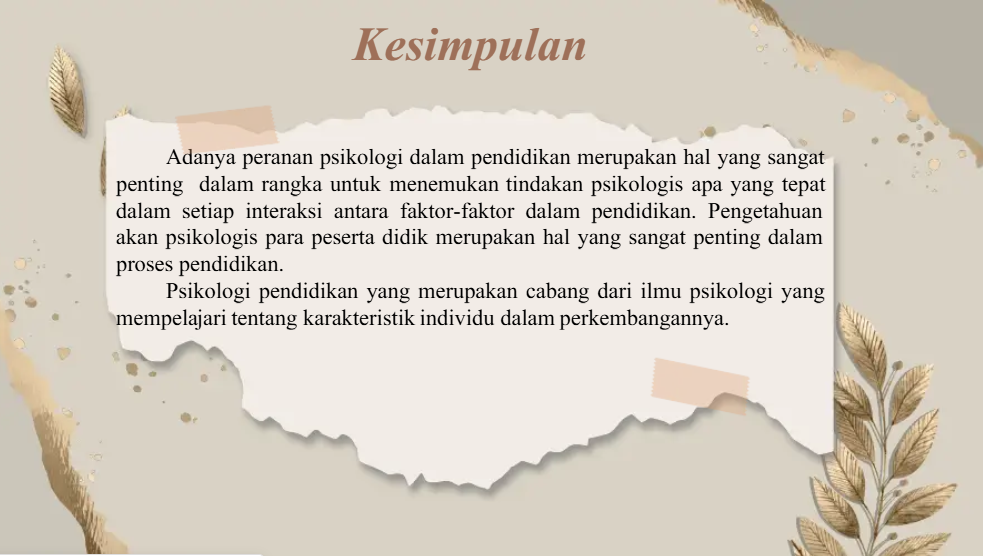 Kesimpulan
Adanya peranan psikologi dalam pendidikan merupakan hal yang sangat
penting dalam rangka untuk menemukan tindakan psikologis apa yang tepat
dalam setiap interaksi antara faktor-faktor dalam pendidikan. Pengetahuan
akan psikologis para peserta didik merupakan hal yang sangat penting dalam
proses pendidikan.
Psikologi pendidikan yang merupakan cabang dari ilmu psikologi yang
mempelajari tentang karakteristik individu dalam perkembangannya.